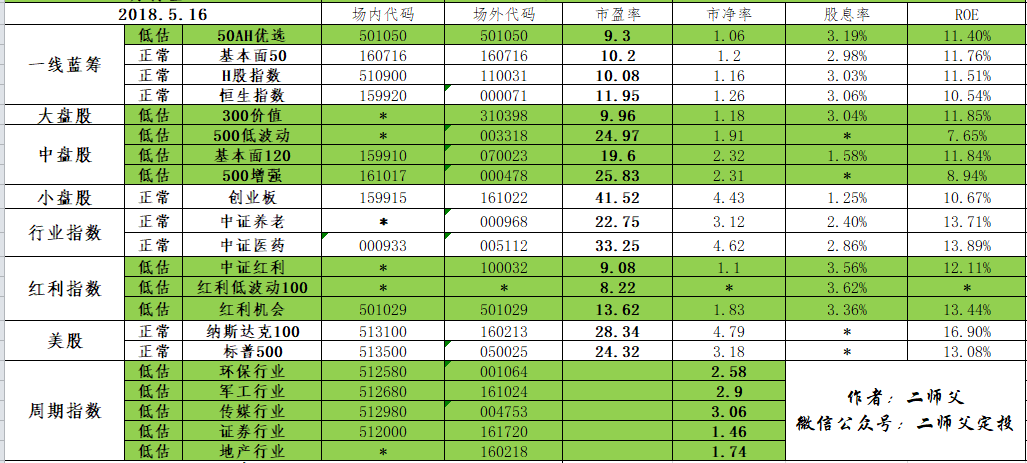 2018.5.16 场内代码 场外代码 市盈率 市净率 股息率 ROE
一线蓝筹
低估 50AH优选 501050 501050 9.3 1.06 3.19% 11.40%
正常 基本面50 160716 160716 10.2 1.2 2.98% 11.76%
正常 H股指数 510900 110031 10.08 1.16 3.03% 11.51%
正常 恒生指数 159920 000071 11.95 1.26 3.06% 10.54%
大盘股 低估 300价值 * 310398 9.96 1.18 3.04% 11.85%
中盘股
低估 500低波动 * 003318 24.97 1.91 * 7.65%
低估 基本面120 159910 070023 19.6 2.32 1.58% 11.84%
低估 500增强 161017 000478 25.83 2.31 * 8.94%
小盘股 正常 创业板 159915 161022 41.52 4.43 1.25% 10.67%
行业指数
正常 中证养老 * 000968 22.75 3.12 2.40% 13.71%
正常 中证医药 000933 005112 33.25 4.62 2.86% 13.89%
红利指数
低估 中证红利 * 100032 9.08 1.1 3.56% 12.11%
低估 红利低波动100 * * 8.22 * 3.62% *
低估 红利机会 501029 501029 13.62 1.83 3.36% 13.44%
美股
正常 纳斯达克100 513100 160213 28.34 4.79 * 16.90%
正常 标普500 513500 050025 24.32 3.18 * 13.08%
周期指数
低估 环保行业 512580 001064 2.58
低估 军工行业 512680 161024 2.9
低估 传媒行业 512980 004753 3.06
低估 证券行业 512000 161720 1.46
低估 地产行业 * 160218 1.74
作者：二师父
微信公众号：二师父定投